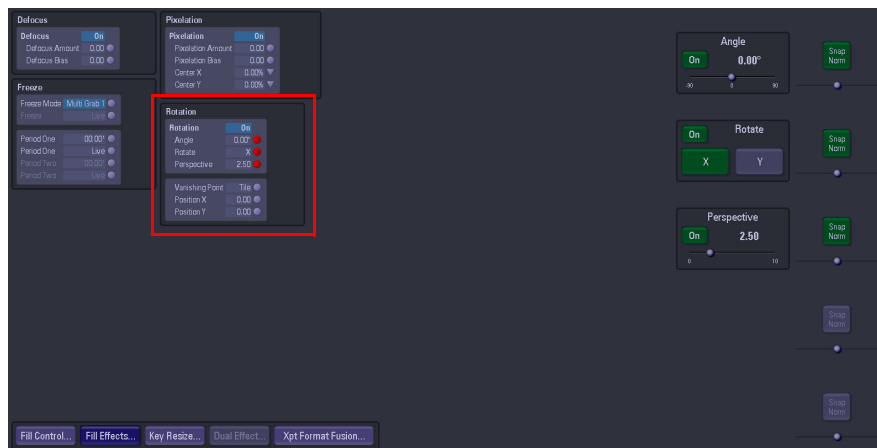 Defocus
Defocus On
Defocus Amount 0.00
Defocus Bias 0.00
Freeze
Freeze Mode Multi Grab 1
Freeze Live
Period One 00:00'
Period One Live
Period Two 00:00'
Period Two Live
Pixelation
Pixelation On
Pixelation Amount 0.00
Pixelation Bias 0.00
Center X 0.00%
Center Y 0.00%
Rotation
Rotation On
Angle 0.00°
Rotate X
Perspective 2.50
Vanishing Point Tile
Position X 0.00
Position Y 0.00
Angle
On 0.00°
-90 0 90
Snap Norm
Rotate
On
X Y
Snap Norm
Perspective
On 2.50
0 10
Snap Norm
Snap Norm
Snap Norm
Fill Control... Fill Effects... Key Resize... Dual Effect... Xpt Format Fusion...